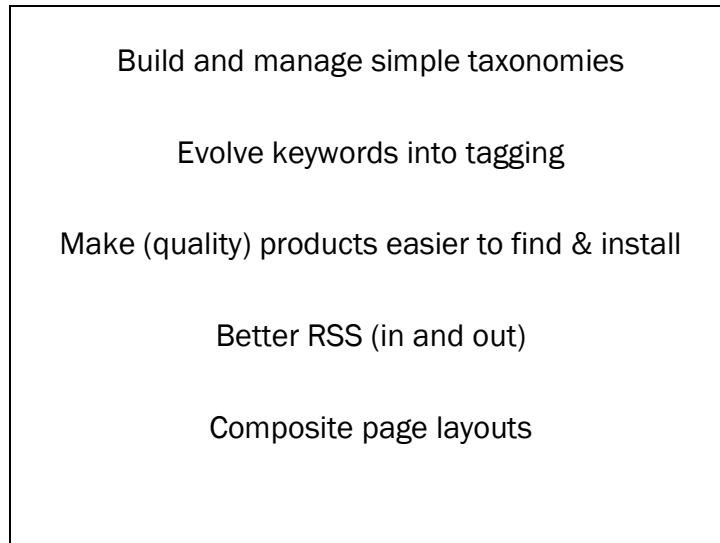 Build and manage simple taxonomies
Evolve keywords into tagging
Make (quality) products easier to find & install
Better RSS (in and out)
Composite page layouts